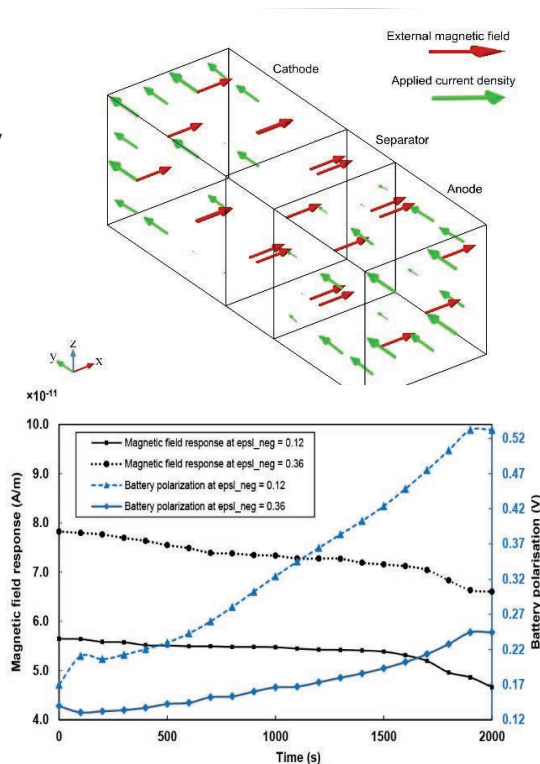 External magnetic field
Cathode
Applied current density
Separator
Anode
z
y
x
×10⁻¹¹
10.0
9.0
8.0
7.0
6.0
5.0
4.0
Magnetic field response (A/m)
Magnetic field response at epsl_neg = 0.12
Magnetic field response at epsl_neg = 0.36
Battery polarization at epsl_neg = 0.12
Battery polarization at epsl_neg = 0.36
0.52
0.47
0.42
0.37
0.32
0.27
0.22
0.17
0.12
Battery polarisation (V)
0 500 1000 1500 2000
Time (s)